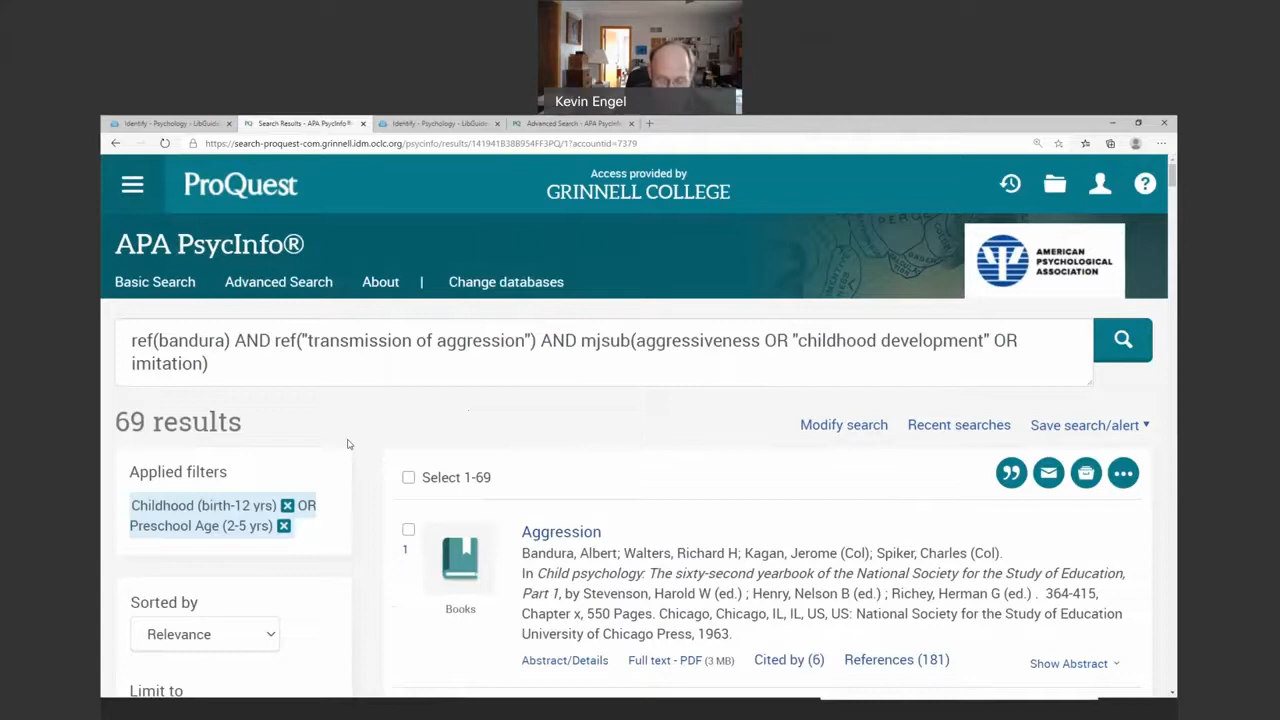 Kevin Engel
Identify - Psychology - LibGuid
Search Results - APA PsycInfo®
Identify - Psychology - LibGuid
Advanced Search - APA PsycInf
https://search-proquest-com.grinnell.idm.oclc.org/psycinfo/results/141941B38B954FF3PQ/1?accountid=7379
ProQuest
Access provided by
GRINNELL COLLEGE
APA PsycInfo®
AMERICAN
PSYCHOLOGICAL
ASSOCIATION
Basic Search Advanced Search About | Change databases
ref(bandura) AND ref("transmission of aggression") AND mjsub(aggressiveness OR "childhood development" OR
imitation)
69 results
Modify search Recent searches Save search/alert
Applied filters
Select 1-69
Childhood (birth-12 yrs) OR
Preschool Age (2-5 yrs)
1
Books
Aggression
Bandura, Albert; Walters, Richard H; Kagan, Jerome (Col); Spiker, Charles (Col).
In Child psychology: The sixty-second yearbook of the National Society for the Study of Education,
Part 1, by Stevenson, Harold W (ed.) ; Henry, Nelson B (ed.) ; Richey, Herman G (ed.) . 364-415,
Chapter x, 550 Pages. Chicago, Chicago, IL, IL, US, US: National Society for the Study of Education
University of Chicago Press, 1963.
Abstract/Details Full text - PDF (3 MB) Cited by (6) References (181) Show Abstract
Sorted by
Relevance
Limit to